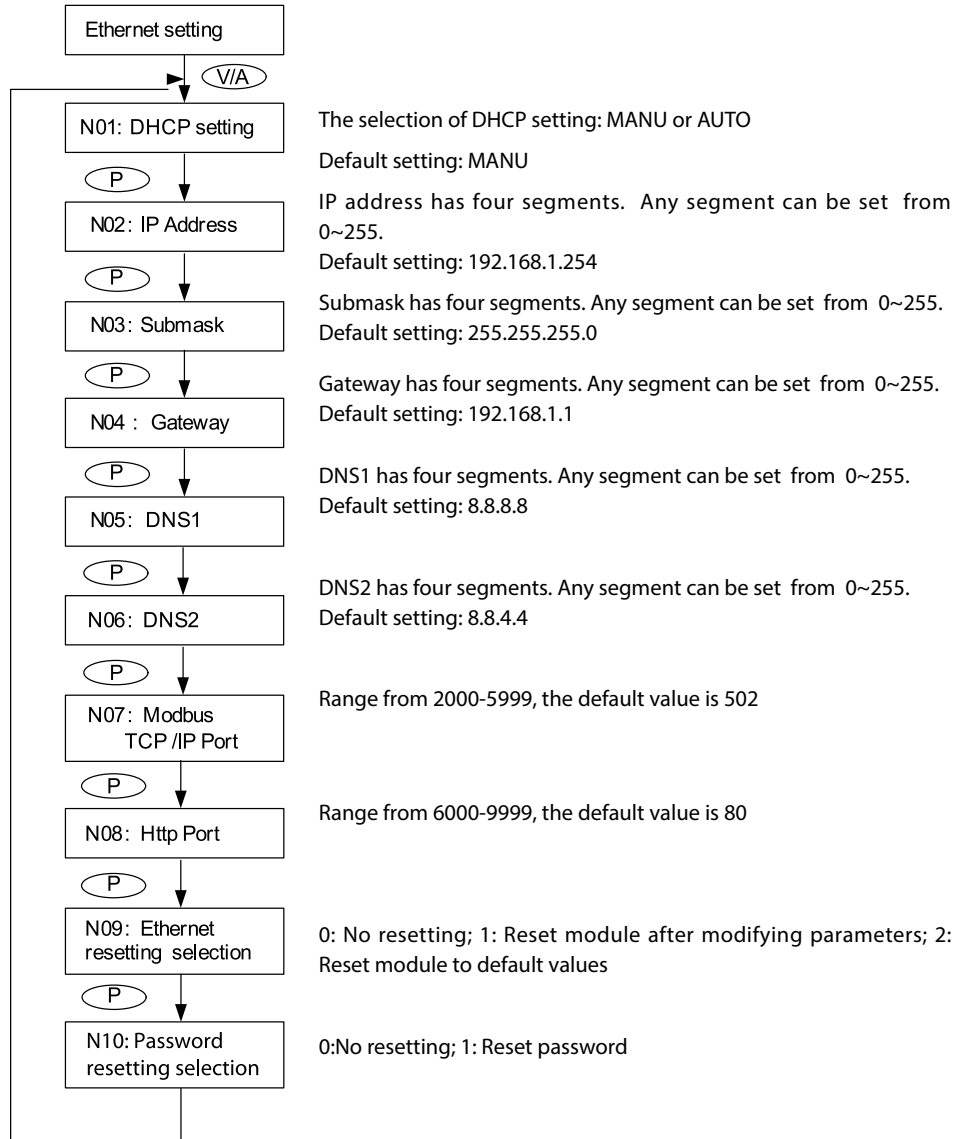 Ethernet setting
V/A
N01: DHCP setting
The selection of DHCP setting: MANU or AUTO
Default setting: MANU
P
N02: IP Address
IP address has four segments. Any segment can be set from
0~255.
Default setting: 192.168.1.254
P
N03: Submask
Submask has four segments. Any segment can be set from 0~255.
Default setting: 255.255.255.0
P
N04 : Gateway
Gateway has four segments. Any segment can be set from 0~255.
Default setting: 192.168.1.1
P
N05: DNS1
DNS1 has four segments. Any segment can be set from 0~255.
Default setting: 8.8.8.8
P
N06: DNS2
DNS2 has four segments. Any segment can be set from 0~255.
Default setting: 8.8.4.4
P
N07: Modbus
TCP /IP Port
Range from 2000-5999, the default value is 502
P
N08: Http Port
Range from 6000-9999, the default value is 80
P
N09: Ethernet
resetting selection
0: No resetting; 1: Reset module after modifying parameters; 2:
Reset module to default values
P
N10: Password
resetting selection
0:No resetting; 1: Reset password